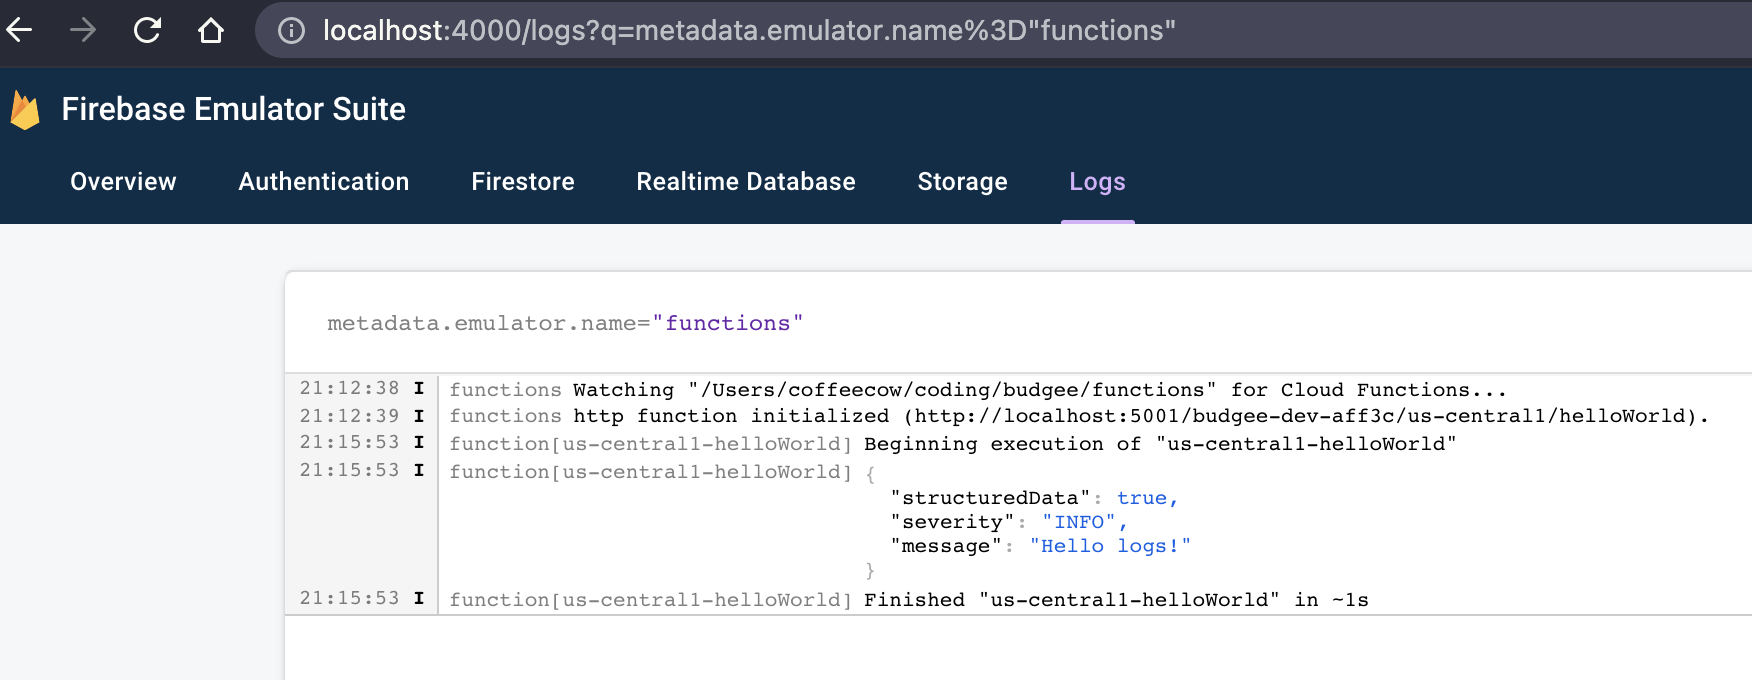 localhost:4000/logs?q=metadata.emulator.name%3D"functions"
Firebase Emulator Suite
Overview Authentication Firestore Realtime Database Storage Logs
metadata.emulator.name="functions"
21:12:38 I functions Watching "/Users/coffeecow/coding/budgee/functions" for Cloud Functions...
21:12:39 I functions http function initialized (http://localhost:5001/budgee-dev-aff3c/us-central1/helloWorld).
21:15:53 I function[us-central1-helloWorld] Beginning execution of "us-central1-helloWorld"
21:15:53 I function[us-central1-helloWorld] {
"structuredData": true,
"severity": "INFO",
"message": "Hello logs!"
}
21:15:53 I function[us-central1-helloWorld] Finished "us-central1-helloWorld" in ~1s